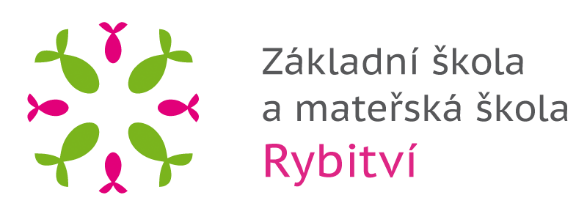 Základní škola
a mateřská škola
Rybitví